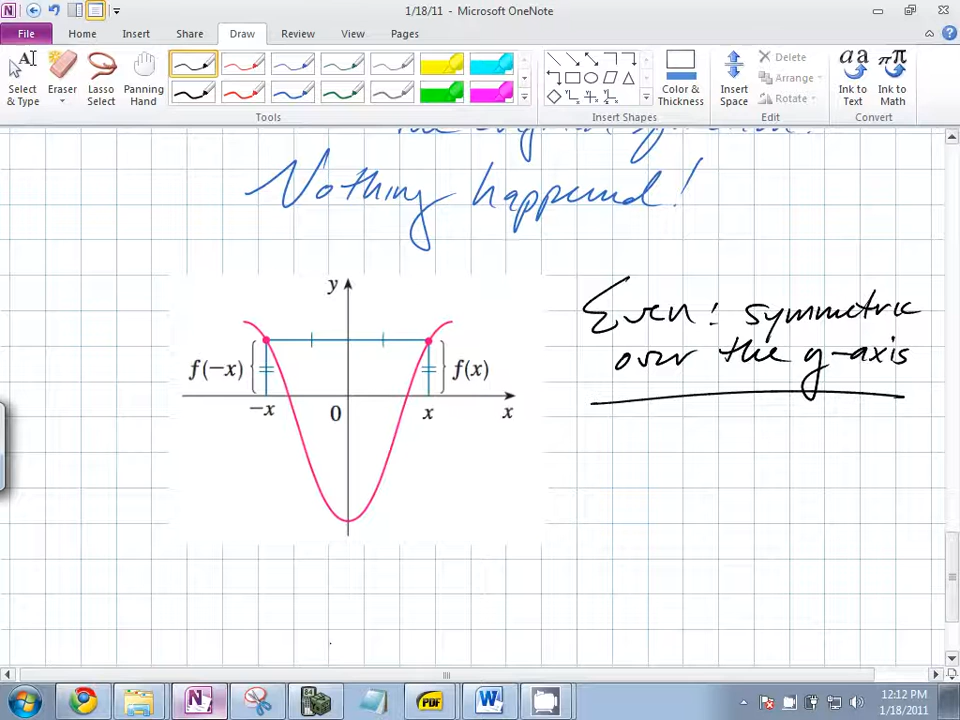 1/18/11 - Microsoft OneNote
File Home Insert Share Draw Review View Pages
Select & Type
Eraser
Lasso Select
Panning Hand
Color & Thickness
Insert Space
Delete
Arrange
Rotate
Ink to Text
Ink to Math
Tools
Insert Shapes
Edit
Convert
Nothing happened!
y
f(−x)
f(x)
−x
0
x
x
Even: symmetric
over the y-axis
84
PDF
12:12 PM
1/18/2011